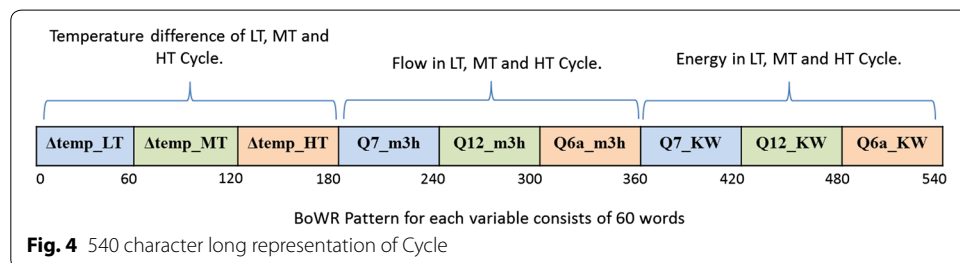 Temperature difference of LT, MT and
HT Cycle.
Flow in LT, MT and HT Cycle.
Energy in LT, MT and HT Cycle.
Δtemp_LT Δtemp_MT Δtemp_HT Q7_m3h Q12_m3h Q6a_m3h Q7_KW Q12_KW Q6a_KW
0 60 120 180 240 300 360 420 480 540
BoWR Pattern for each variable consists of 60 words
Fig. 4 540 character long representation of Cycle